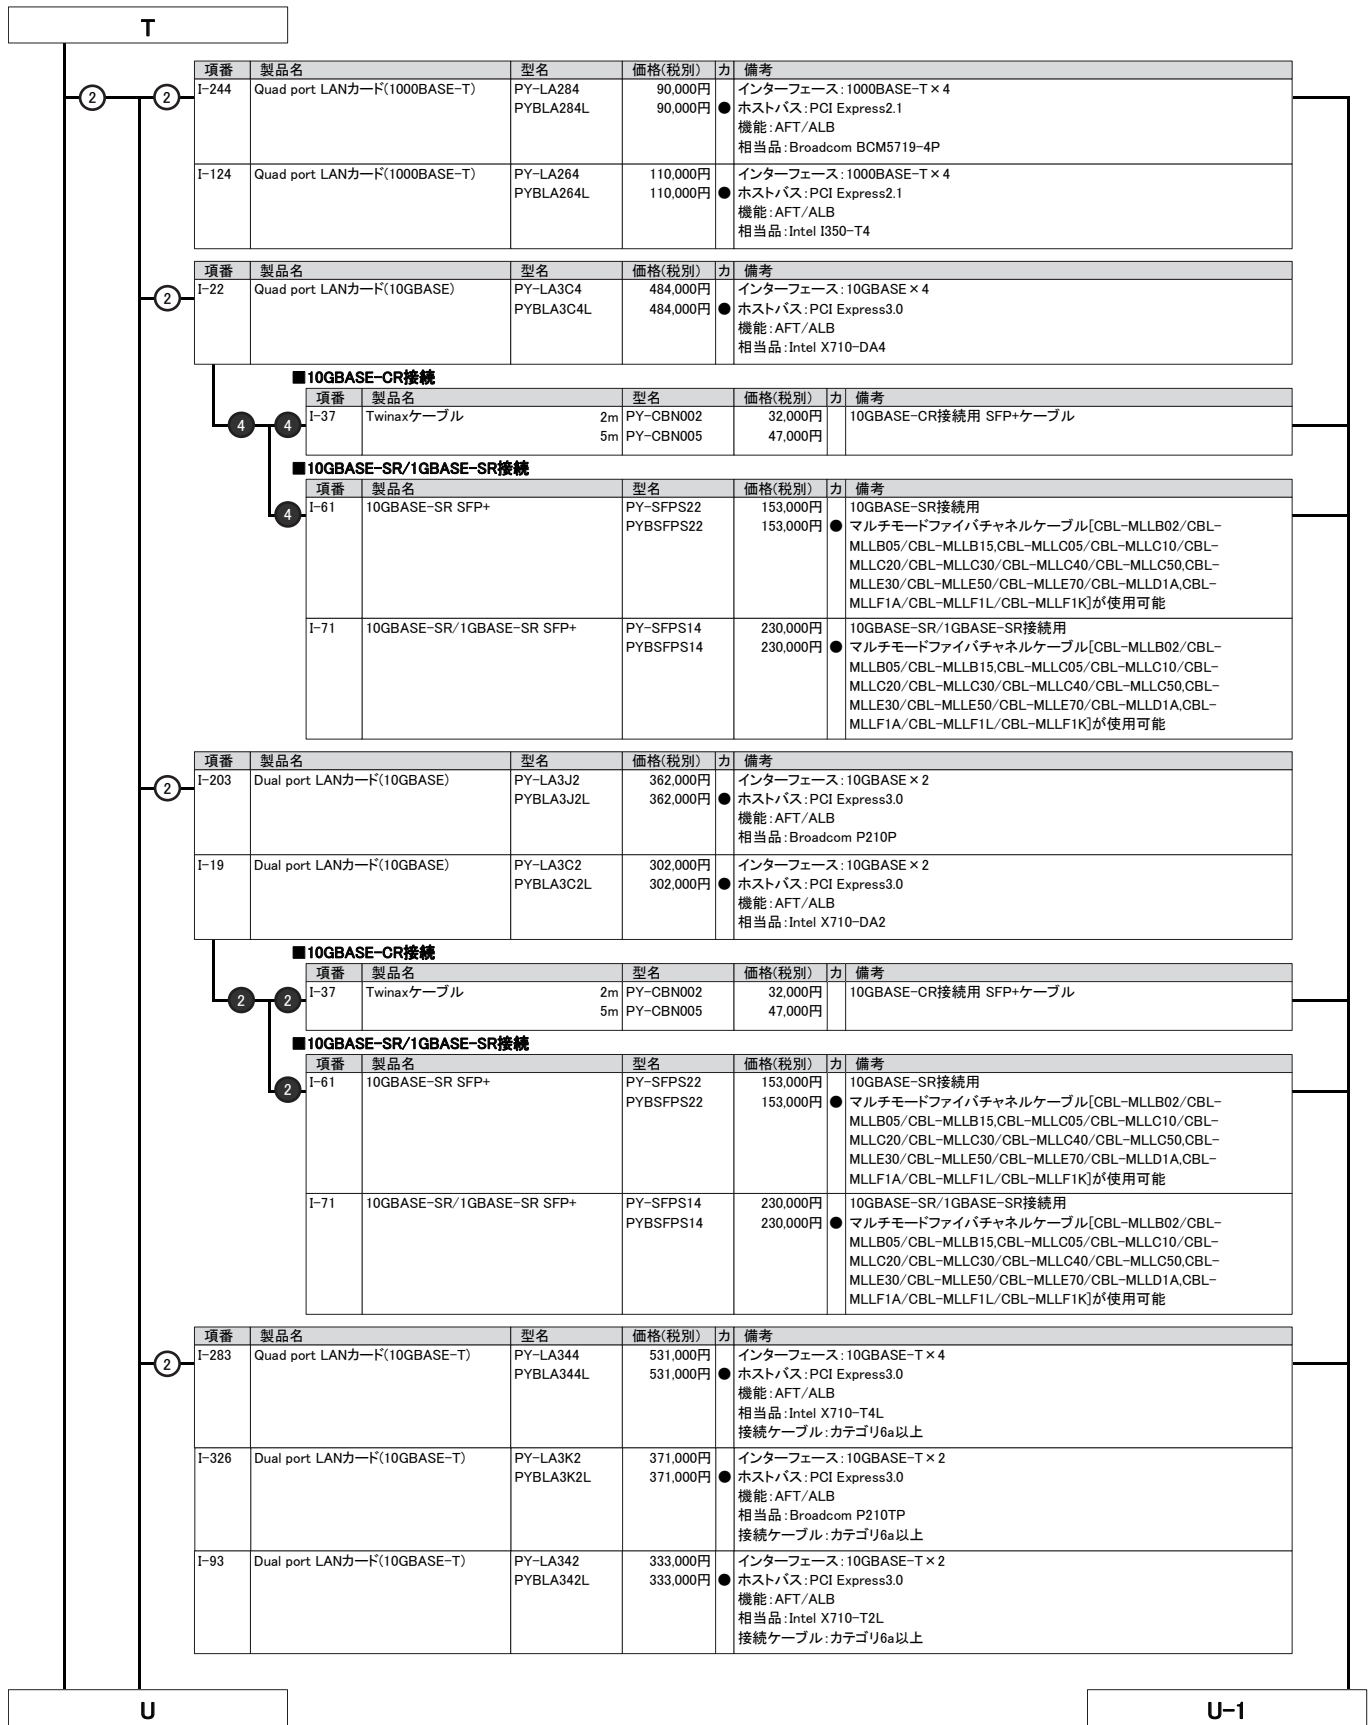 T
項番 製品名 型名 価格(税別) カ 備考
② ② I-244 Quad port LANカード(1000BASE-T) PY-LA284 90,000円 インターフェース:1000BASE-T×4
PYBLA284L 90,000円 ● ホストバス:PCI Express2.1
機能:AFT/ALB
相当品:Broadcom BCM5719-4P
I-124 Quad port LANカード(1000BASE-T) PY-LA264 110,000円 インターフェース:1000BASE-T×4
PYBLA264L 110,000円 ● ホストバス:PCI Express2.1
機能:AFT/ALB
相当品:Intel I350-T4
項番 製品名 型名 価格(税別) カ 備考
② I-22 Quad port LANカード(10GBASE) PY-LA3C4 484,000円 インターフェース:10GBASE×4
PYBLA3C4L 484,000円 ● ホストバス:PCI Express3.0
機能:AFT/ALB
相当品:Intel X710-DA4
■10GBASE-CR接続
項番 製品名 型名 価格(税別) カ 備考
4 4 I-37 Twinaxケーブル 2m PY-CBN002 32,000円 10GBASE-CR接続用 SFP+ケーブル
5m PY-CBN005 47,000円
■10GBASE-SR/1GBASE-SR接続
項番 製品名 型名 価格(税別) カ 備考
4 I-61 10GBASE-SR SFP+ PY-SFPS22 153,000円 10GBASE-SR接続用
PYBSFPS22 153,000円 ● マルチモードファイバチャネルケーブル[CBL-MLLB02/CBL-
MLLB05/CBL-MLLB15,CBL-MLLC05/CBL-MLLC10/CBL-
MLLC20/CBL-MLLC30/CBL-MLLC40/CBL-MLLC50,CBL-
MLLE30/CBL-MLLE50/CBL-MLLE70/CBL-MLLD1A,CBL-
MLLF1A/CBL-MLLF1L/CBL-MLLF1K]が使用可能
I-71 10GBASE-SR/1GBASE-SR SFP+ PY-SFPS14 230,000円 10GBASE-SR/1GBASE-SR接続用
PYBSFPS14 230,000円 ● マルチモードファイバチャネルケーブル[CBL-MLLB02/CBL-
MLLB05/CBL-MLLB15,CBL-MLLC05/CBL-MLLC10/CBL-
MLLC20/CBL-MLLC30/CBL-MLLC40/CBL-MLLC50,CBL-
MLLE30/CBL-MLLE50/CBL-MLLE70/CBL-MLLD1A,CBL-
MLLF1A/CBL-MLLF1L/CBL-MLLF1K]が使用可能
項番 製品名 型名 価格(税別) カ 備考
② I-203 Dual port LANカード(10GBASE) PY-LA3J2 362,000円 インターフェース:10GBASE×2
PYBLA3J2L 362,000円 ● ホストバス:PCI Express3.0
機能:AFT/ALB
相当品:Broadcom P210P
I-19 Dual port LANカード(10GBASE) PY-LA3C2 302,000円 インターフェース:10GBASE×2
PYBLA3C2L 302,000円 ● ホストバス:PCI Express3.0
機能:AFT/ALB
相当品:Intel X710-DA2
■10GBASE-CR接続
項番 製品名 型名 価格(税別) カ 備考
2 2 I-37 Twinaxケーブル 2m PY-CBN002 32,000円 10GBASE-CR接続用 SFP+ケーブル
5m PY-CBN005 47,000円
■10GBASE-SR/1GBASE-SR接続
項番 製品名 型名 価格(税別) カ 備考
2 I-61 10GBASE-SR SFP+ PY-SFPS22 153,000円 10GBASE-SR接続用
PYBSFPS22 153,000円 ● マルチモードファイバチャネルケーブル[CBL-MLLB02/CBL-
MLLB05/CBL-MLLB15,CBL-MLLC05/CBL-MLLC10/CBL-
MLLC20/CBL-MLLC30/CBL-MLLC40/CBL-MLLC50,CBL-
MLLE30/CBL-MLLE50/CBL-MLLE70/CBL-MLLD1A,CBL-
MLLF1A/CBL-MLLF1L/CBL-MLLF1K]が使用可能
I-71 10GBASE-SR/1GBASE-SR SFP+ PY-SFPS14 230,000円 10GBASE-SR/1GBASE-SR接続用
PYBSFPS14 230,000円 ● マルチモードファイバチャネルケーブル[CBL-MLLB02/CBL-
MLLB05/CBL-MLLB15,CBL-MLLC05/CBL-MLLC10/CBL-
MLLC20/CBL-MLLC30/CBL-MLLC40/CBL-MLLC50,CBL-
MLLE30/CBL-MLLE50/CBL-MLLE70/CBL-MLLD1A,CBL-
MLLF1A/CBL-MLLF1L/CBL-MLLF1K]が使用可能
項番 製品名 型名 価格(税別) カ 備考
② I-283 Quad port LANカード(10GBASE-T) PY-LA344 531,000円 インターフェース:10GBASE-T×4
PYBLA344L 531,000円 ● ホストバス:PCI Express3.0
機能:AFT/ALB
相当品:Intel X710-T4L
接続ケーブル:カテゴリ6a以上
I-326 Dual port LANカード(10GBASE-T) PY-LA3K2 371,000円 インターフェース:10GBASE-T×2
PYBLA3K2L 371,000円 ● ホストバス:PCI Express3.0
機能:AFT/ALB
相当品:Broadcom P210TP
接続ケーブル:カテゴリ6a以上
I-93 Dual port LANカード(10GBASE-T) PY-LA342 333,000円 インターフェース:10GBASE-T×2
PYBLA342L 333,000円 ● ホストバス:PCI Express3.0
機能:AFT/ALB
相当品:Intel X710-T2L
接続ケーブル:カテゴリ6a以上
U U-1